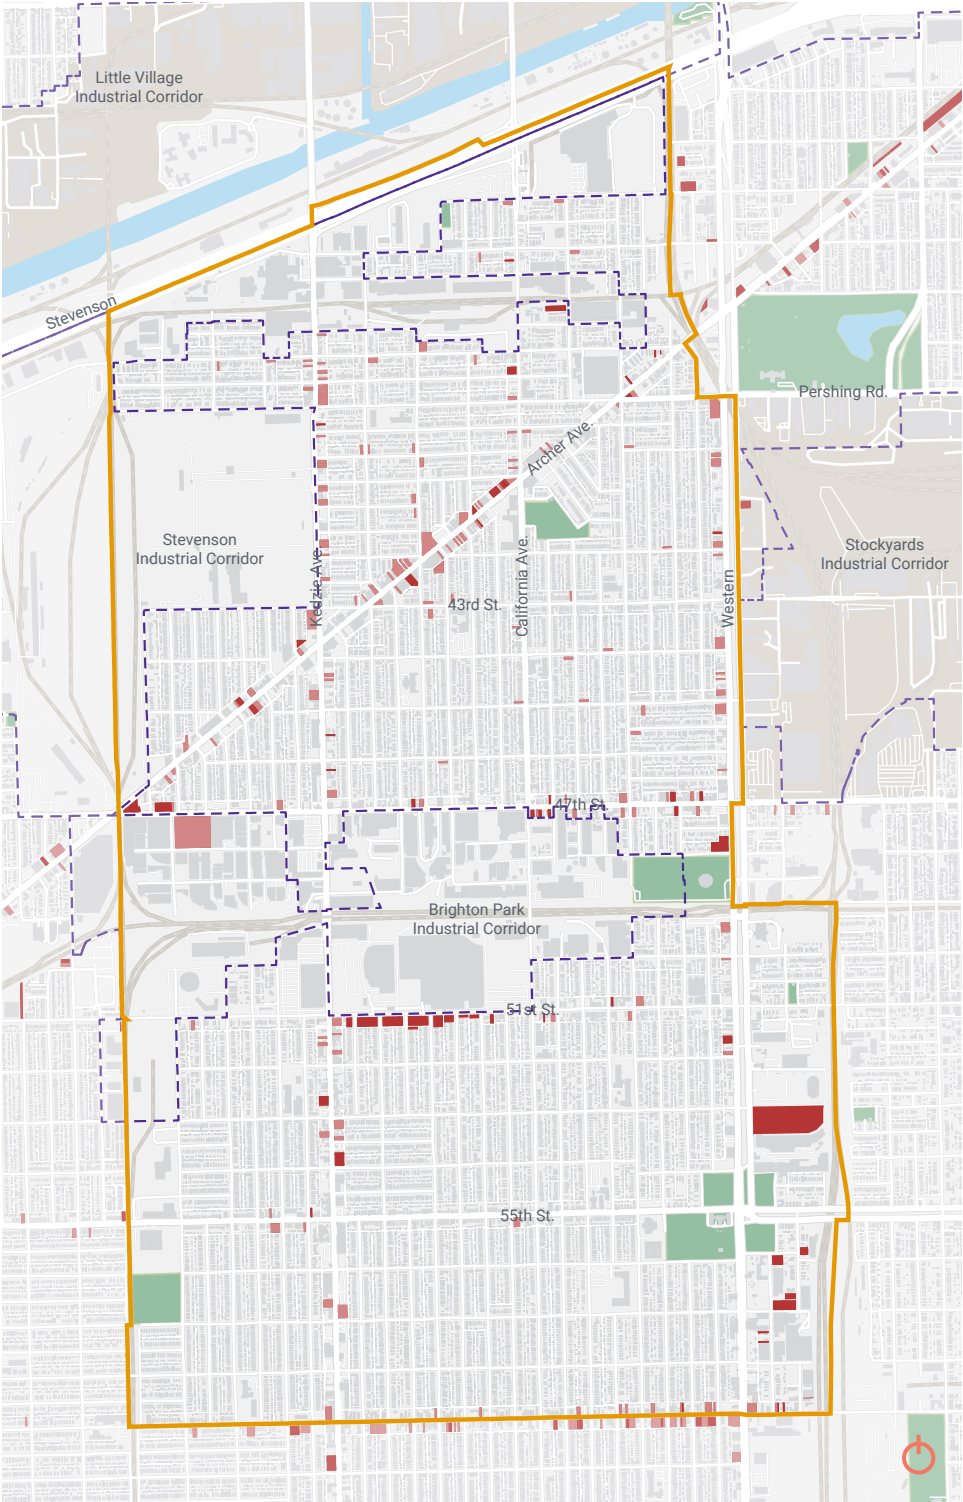 Little Village
Industrial Corridor
Stevenson
Pershing Rd.
Archer Ave.
Stevenson
Industrial Corridor
Stockyards
Industrial Corridor
Kedzie Ave.
California Ave.
43rd St.
Western
47th St.
Brighton Park
Industrial Corridor
51st St.
55th St.